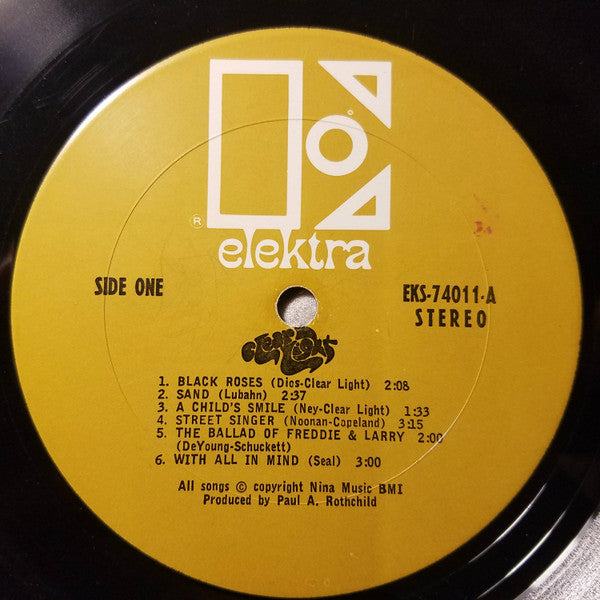 ®
elektra
SIDE ONE
EKS-74011-A
STEREO
Clear Light
1. BLACK ROSES (Dios-Clear Light) 2:08
2. SAND (Lubahn) 2:37
3. A CHILD'S SMILE (Ney-Clear Light) 1:33
4. STREET SINGER (Noonan-Copeland) 3:15
5. THE BALLAD OF FREDDIE & LARRY 2:00
(DeYoung-Schuckett)
6. WITH ALL IN MIND (Seal) 3:00
All songs © copyright Nina Music BMI
Produced by Paul A. Rothchild